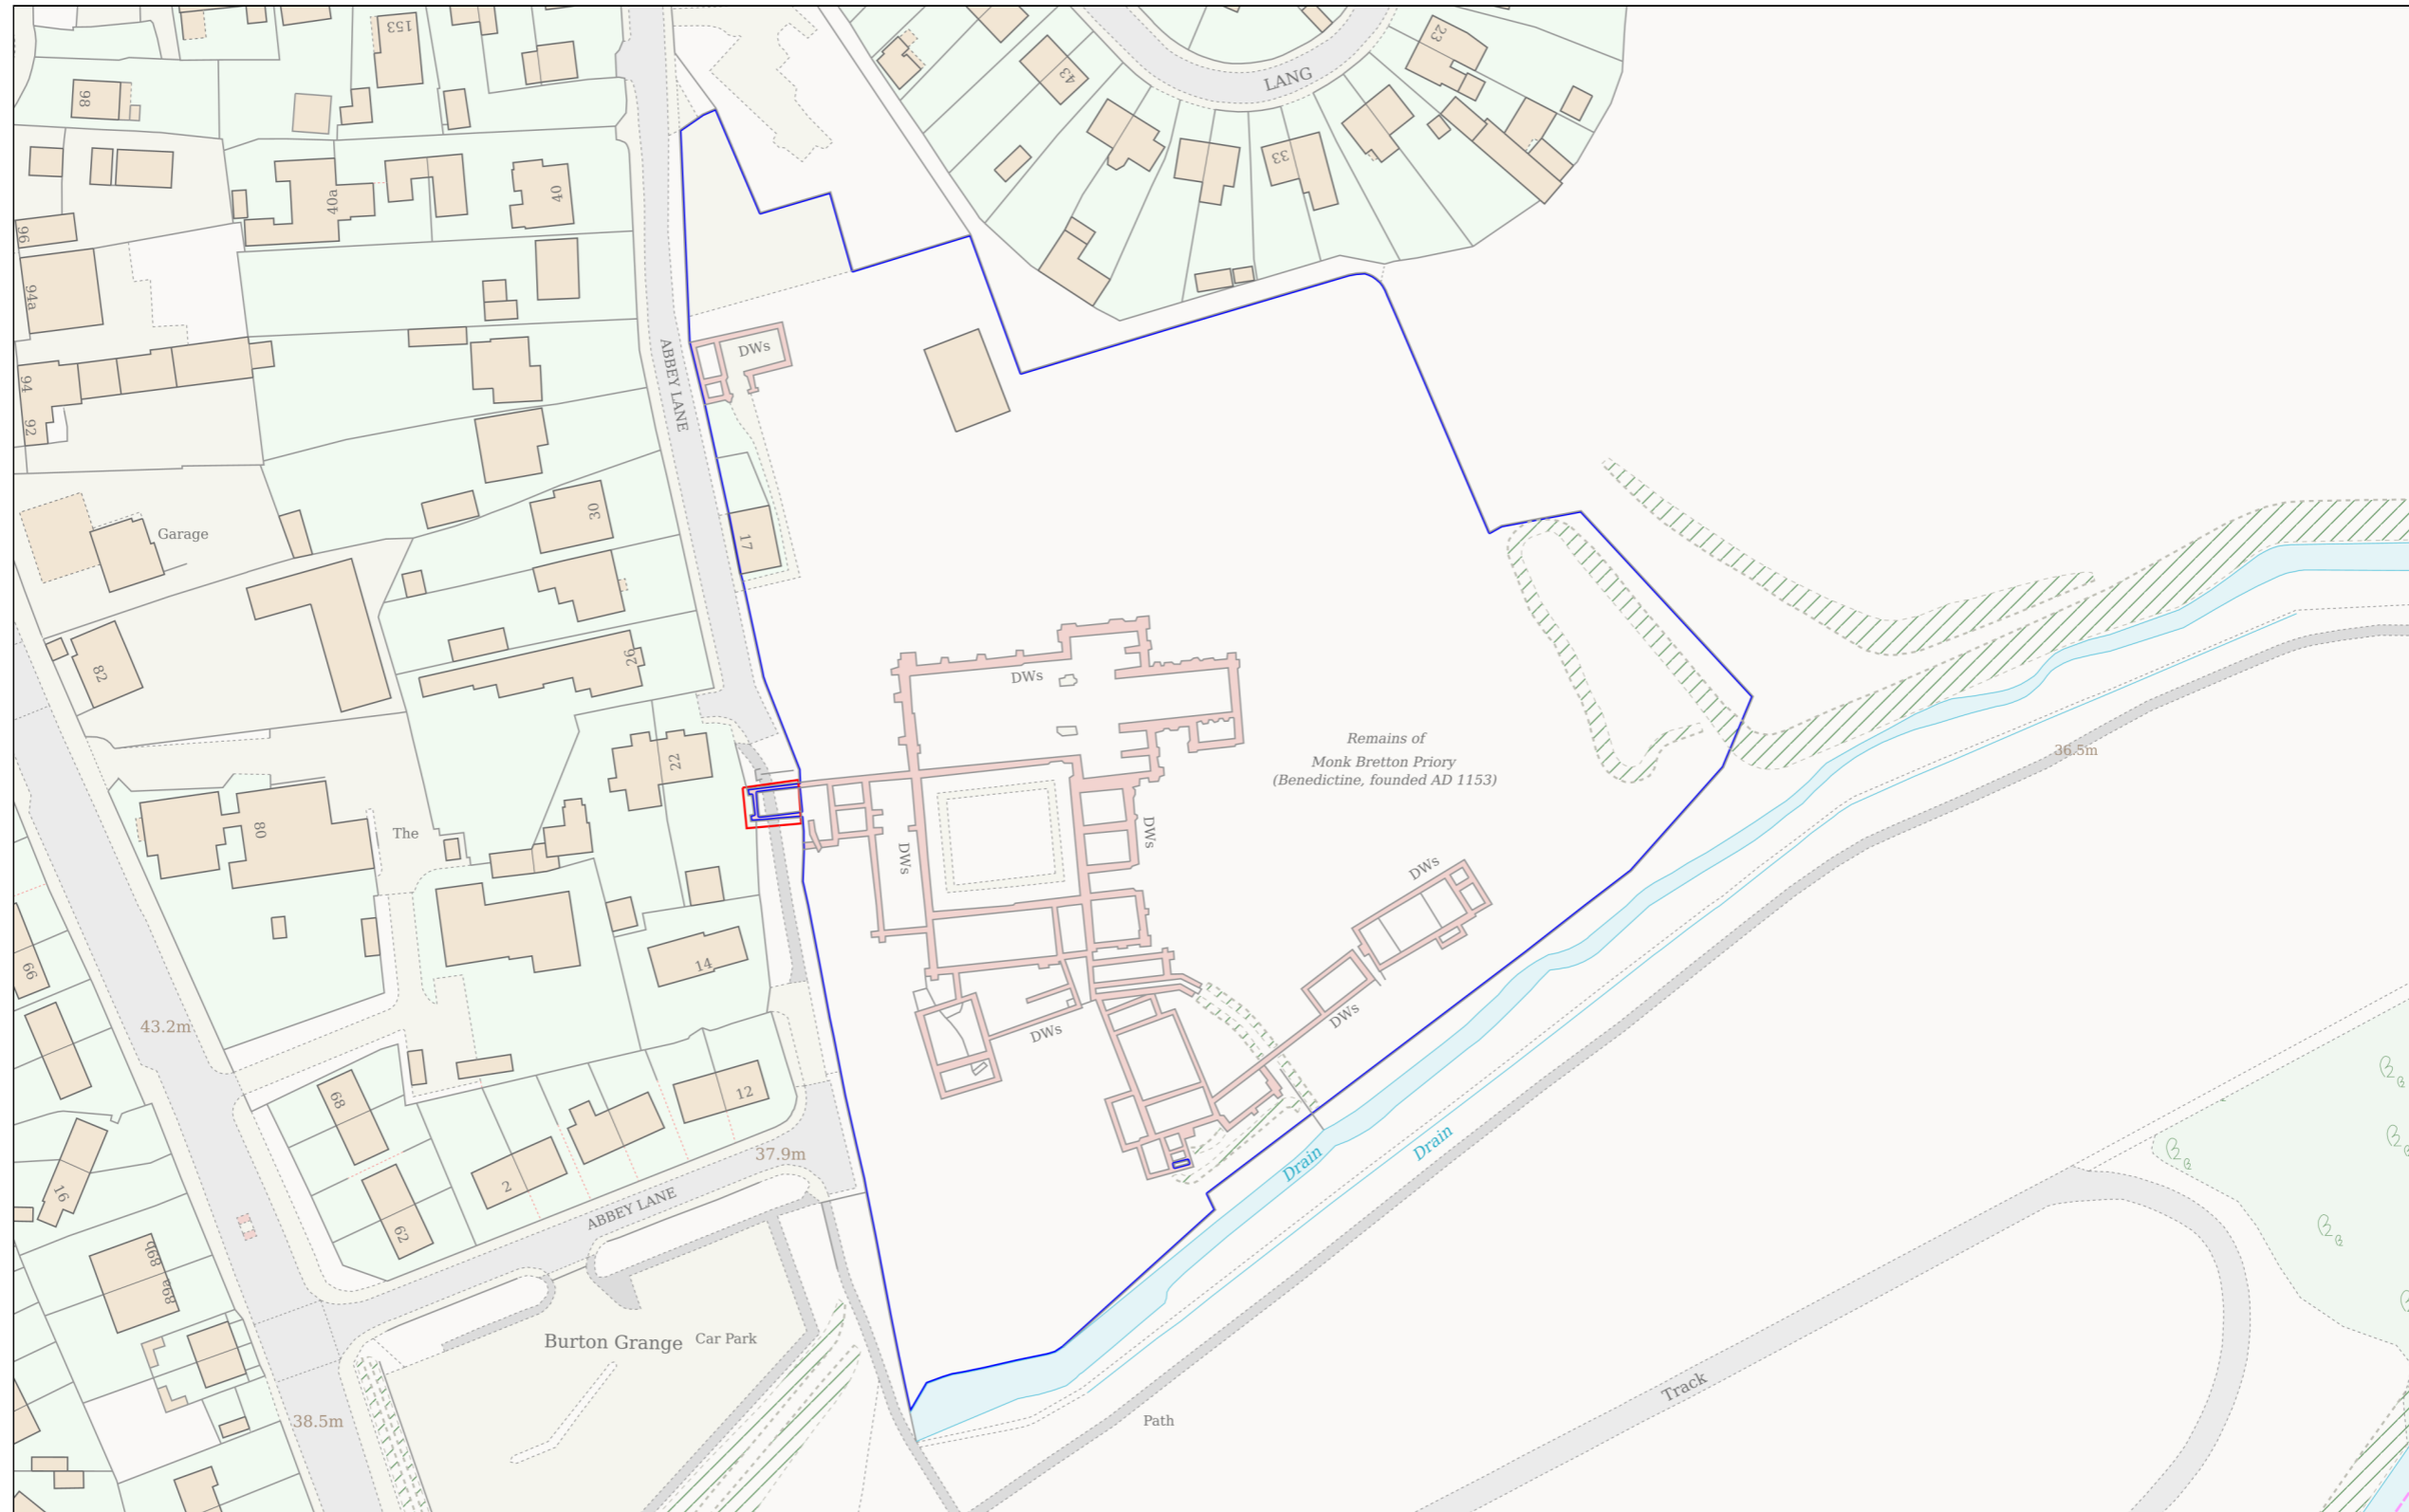 153
98
LANG
43
23
33
40a
40
96
94a
94
92
ABBEY LANE
DWs
Garage
30
17
82
26
22
DWs
Remains of
Monk Bretton Priory
(Benedictine, founded AD 1153)
36.5m
80
The
DWs
DWs
DWs
66
14
DWs
DWs
43.2m
68
12
37.9m
2
62
16
ABBEY LANE
Drain
Drain
89b
89a
Burton Grange
Car Park
38.5m
Path
Track